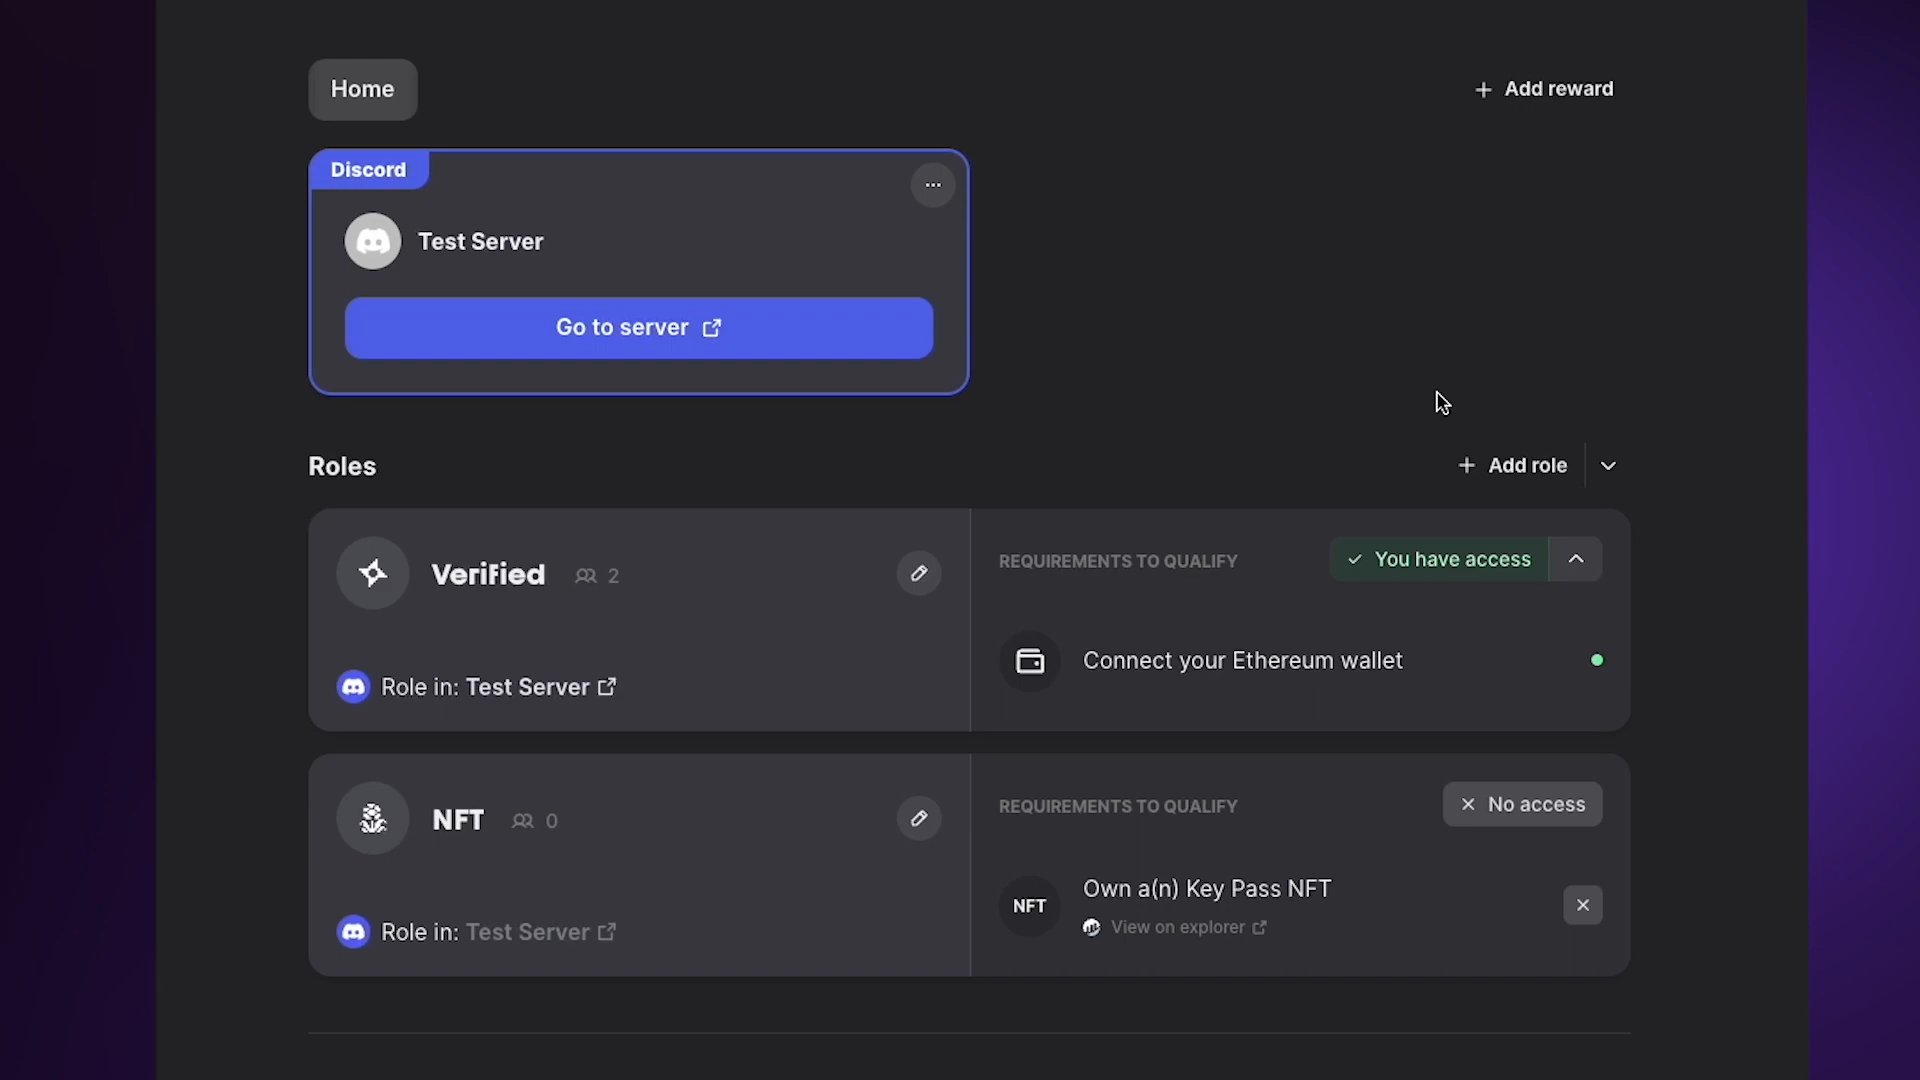 Home
+ Add reward
Discord
...
Test Server
Go to server
Roles
+ Add role
Verified 2
REQUIREMENTS TO QUALIFY
You have access
Connect your Ethereum wallet
Role in: Test Server
NFT 0
REQUIREMENTS TO QUALIFY
No access
NFT
Own a(n) Key Pass NFT
View on explorer
Role in: Test Server